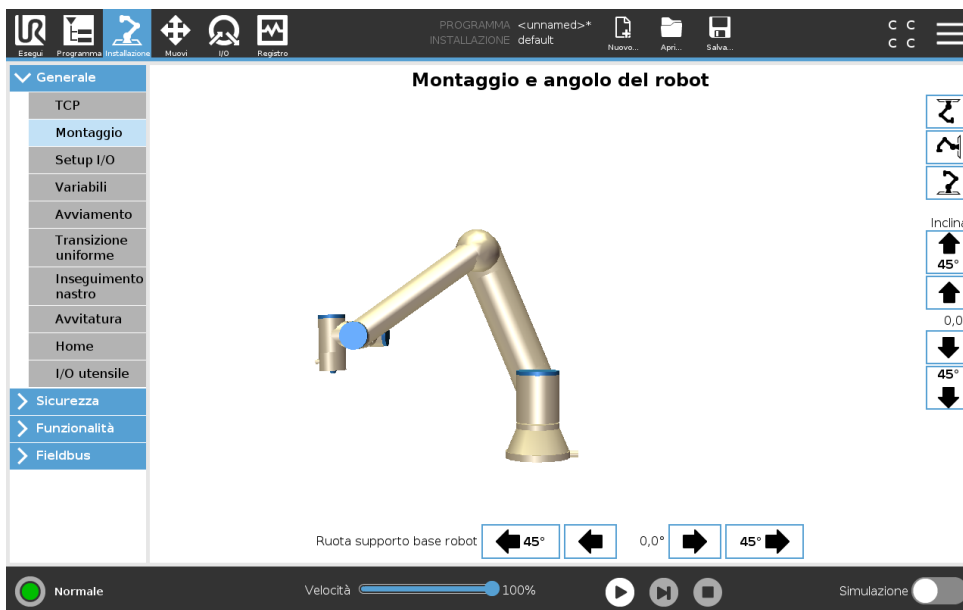 UR
PROGRAMMA <unnamed>*
INSTALLAZIONE default
Esegui Programma Installazione Muovi I/O Registro
Nuovo... Apri... Salva...
C C
C C
Generale
TCP
Montaggio
Setup I/O
Variabili
Avviamento
Transizione
uniforme
Inseguimento
nastro
Avvitatura
Home
I/O utensile
Sicurezza
Funzionalità
Fieldbus
Montaggio e angolo del robot
Inclina
45°
0,0
45°
Ruota supporto base robot 45° 0,0° 45°
Normale
Velocità 100%
Simulazione